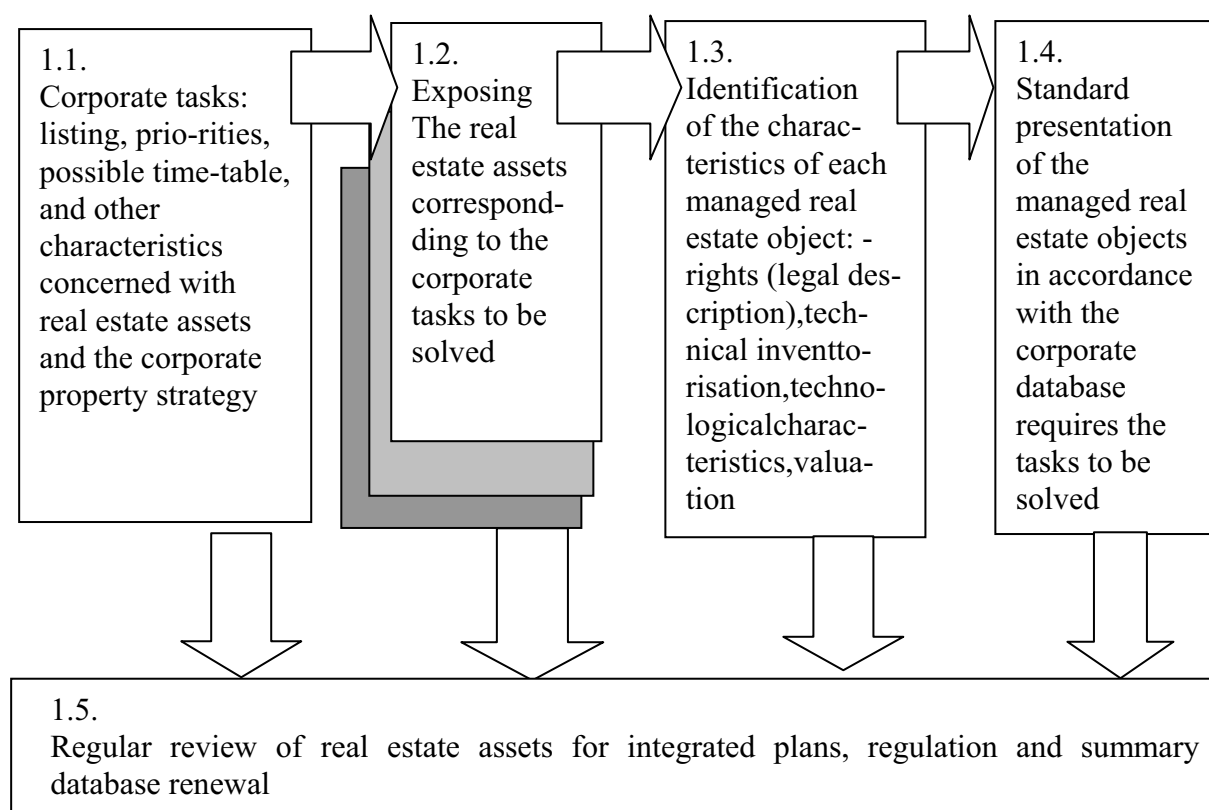 1.1.
Corporate tasks:
listing, prio-rities,
possible time-table,
and other
characteristics
concerned with
real estate assets
and the corporate
property strategy
1.2.
Exposing
The real
estate assets
correspond-
ding to the
corporate
tasks to be
solved
1.3.
Identification
of the charac-
teristics of each
managed real
estate object: -
rights (legal des-
cription),tech-
nical inventto-
risation,techno-
logicalcharac-
teristics,valua-
tion
1.4.
Standard
presentation
of the
managed real
estate objects
in accordance
with the
corporate
database
requires the
tasks to be
solved
1.5.
Regular review of real estate assets for integrated plans, regulation and summary
database renewal